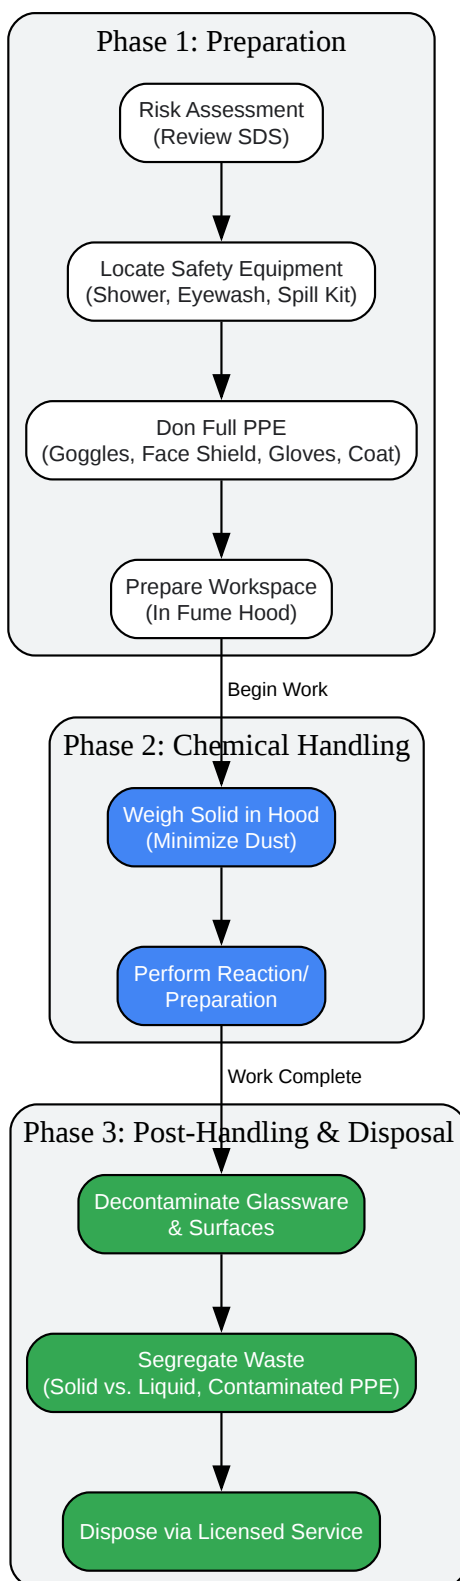 Phase 1: Preparation
Risk Assessment
(Review SDS)
Locate Safety Equipment
(Shower, Eyewash, Spill Kit)
Don Full PPE
(Goggles, Face Shield, Gloves, Coat)
Prepare Workspace
(In Fume Hood)
Begin Work
Phase 2: Chemical Handling
Weigh Solid in Hood
(Minimize Dust)
Perform Reaction/
Preparation
Work Complete
Phase 3: Post-Handling & Disposal
Decontaminate Glassware
& Surfaces
Segregate Waste
(Solid vs. Liquid, Contaminated PPE)
Dispose via Licensed Service